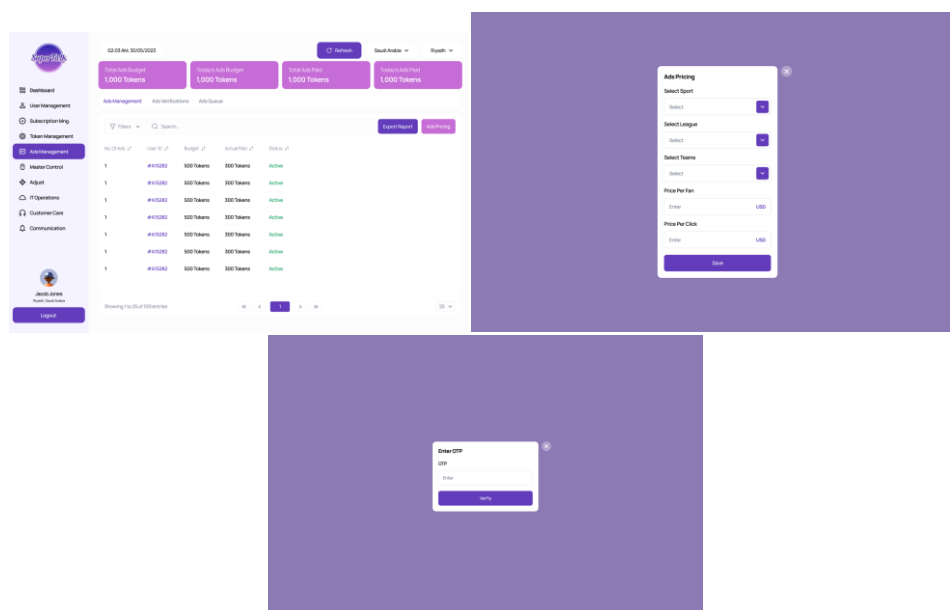 SuperTalk
Dashboard
User Management
Subscription Mng.
Token Management
Ads Management
Master Control
Adjust
IT Operations
Customer Care
Communication
Jacob Jones
Riyadh, Saudi Arabia
Logout
02:03 AM, 30/05/2023
Refresh
Saudi Arabia
Riyadh
Total Ads Budget
1,000 Tokens
Today's Ads Budget
1,000 Tokens
Total Ads Paid
1,000 Tokens
Today's Ads Paid
1,000 Tokens
Ads Management Ads Verifications Ads Queue
Filters Search.. Export Report Ads Pricing
No. Of Ads User ID Budget Actual Paid Status
1 #415282 500 Tokens 300 Tokens Active
1 #415282 500 Tokens 300 Tokens Active
1 #415282 500 Tokens 300 Tokens Active
1 #415282 500 Tokens 300 Tokens Active
1 #415282 500 Tokens 300 Tokens Active
1 #415282 500 Tokens 300 Tokens Active
1 #415282 500 Tokens 300 Tokens Active
Showing 1 to 25 of 130 entries 1 25
Ads Pricing
Select Sport
Select
Select League
Select
Select Teams
Select
Price Per Fan
Enter USD
Price Per Click
Enter USD
Save
Enter OTP
OTP
Enter
Verify